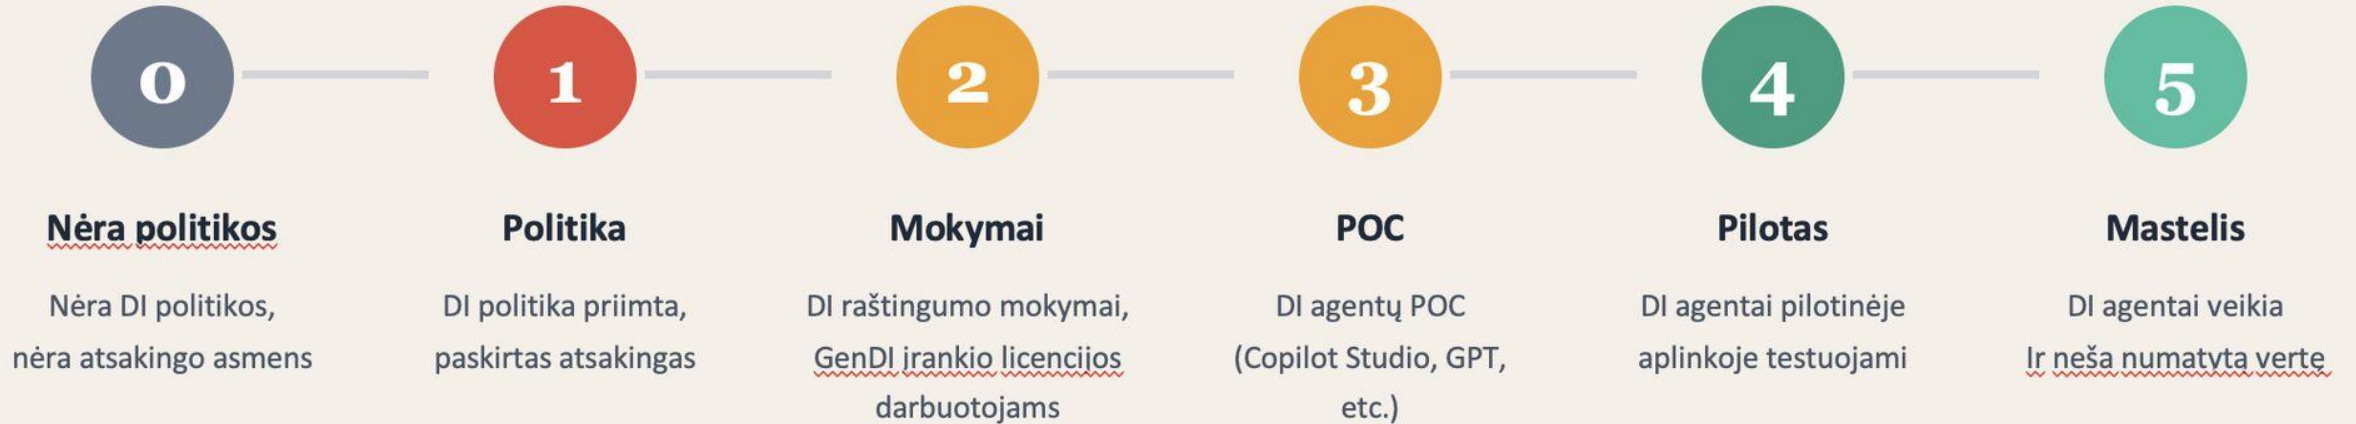 0
1
2
3
4
5
Nėra politikos
Politika
Mokymai
POC
Pilotas
Mastelis
Nėra DI politikos,
nėra atsakingo asmens
DI politika priimta,
paskirtas atsakingas
DI raštingumo mokymai,
GenDI įrankio licencijos
darbuotojams
DI agentų POC
(Copilot Studio, GPT,
etc.)
DI agentai pilotinėje
aplinkoje testuojami
DI agentai veikia
Ir neša numatytą vertę